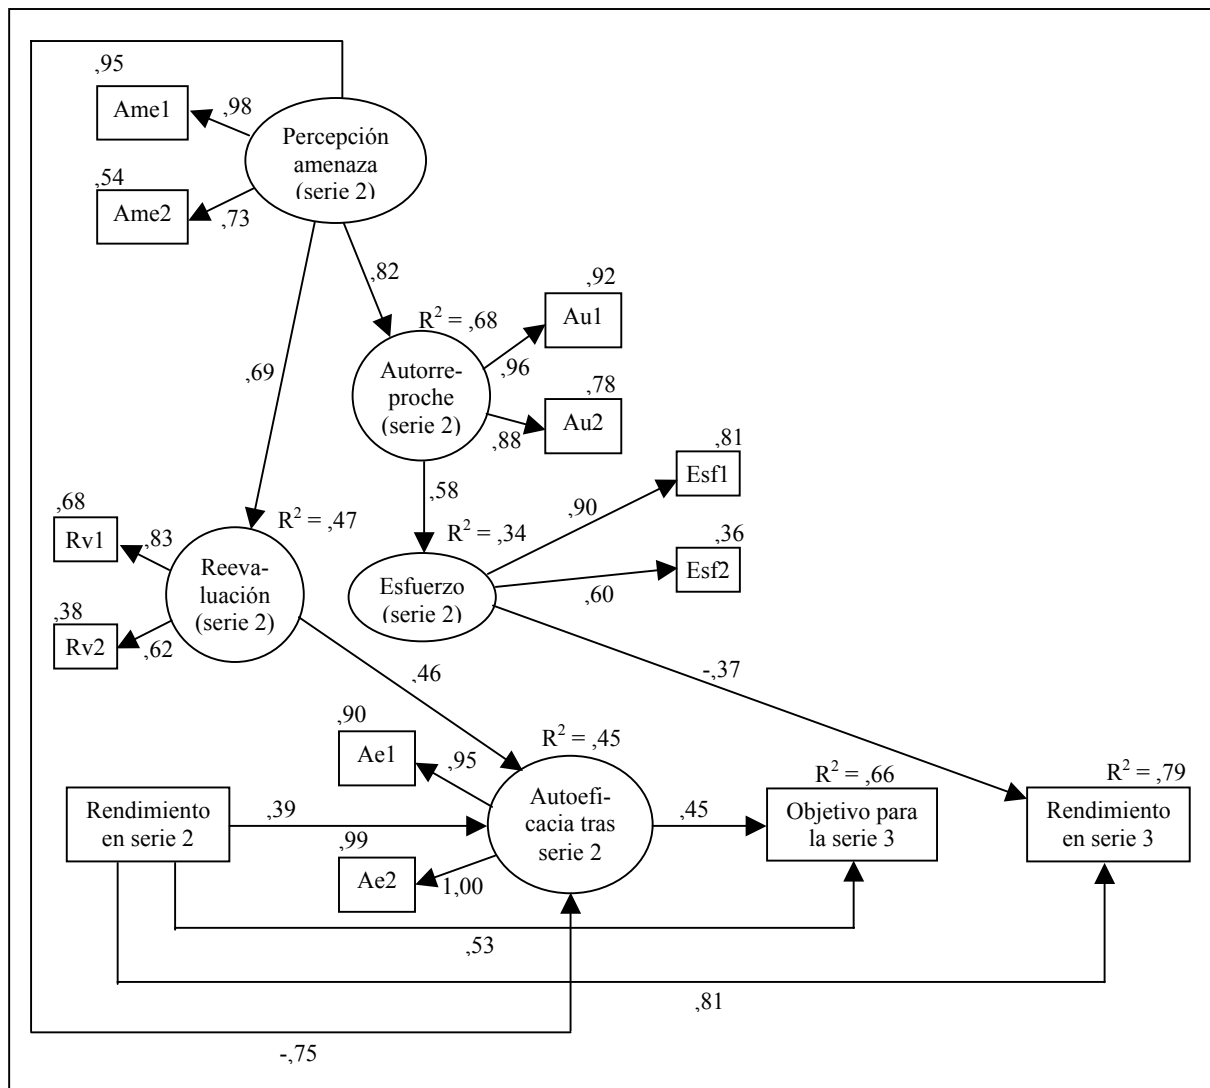 ,95
Ame1
,98
Percepción
amenaza
(serie 2)
,54
Ame2
,73
,82
,92
R² = ,68
Au1
,96
,69
Autorre-
proche
(serie 2)
,78
Au2
,88
,81
Esf1
,58
,90
,68
R² = ,47
R² = ,34
Rv1
,83
,36
Esf2
Reeva-
luación
(serie 2)
Esfuerzo
(serie 2)
,60
,38
Rv2
,62
,46
-,37
,90
R² = ,45
Ae1
,95
R² = ,66
R² = ,79
Rendimiento
en serie 2
,39
Autoefi-
cacia tras
serie 2
,45
Objetivo para
la serie 3
Rendimiento
en serie 3
,99
Ae2
1,00
,53
,81
-,75